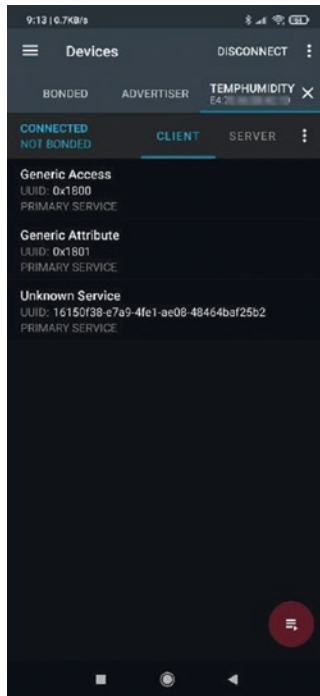 9:13 | 0.7KB/s
Devices
DISCONNECT
BONDED
ADVERTISER
TEMPHUMIDITY
CONNECTED
NOT BONDED
CLIENT
SERVER
Generic Access
UUID: 0x1800
PRIMARY SERVICE
Generic Attribute
UUID: 0x1801
PRIMARY SERVICE
Unknown Service
UUID: 16150f38-e7a9-4fe1-ae08-48464baf25b2
PRIMARY SERVICE